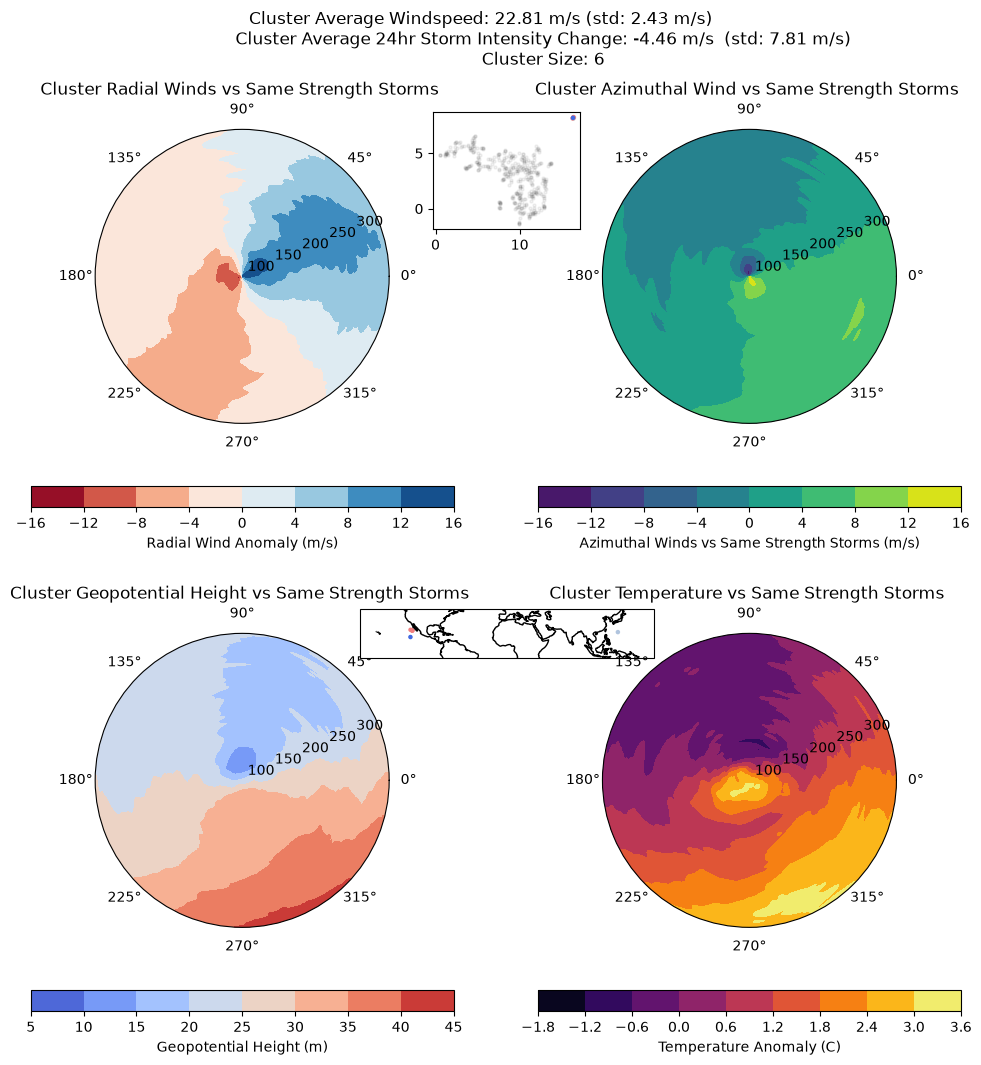 Cluster Average Windspeed: 22.81 m/s (std: 2.43 m/s)
Cluster Average 24hr Storm Intensity Change: -4.46 m/s (std: 7.81 m/s)
Cluster Size: 6
Cluster Radial Winds vs Same Strength Storms
Cluster Azimuthal Wind vs Same Strength Storms
0° 45° 90° 135° 180° 225° 270° 315°
100 150 200 250 300
5
0
0 10
0° 45° 90° 135° 180° 225° 270° 315°
100 150 200 250 300
−16 −12 −8 −4 0 4 8 12 16
Radial Wind Anomaly (m/s)
−16 −12 −8 −4 0 4 8 12 16
Azimuthal Winds vs Same Strength Storms (m/s)
Cluster Geopotential Height vs Same Strength Storms
Cluster Temperature vs Same Strength Storms
0° 45° 90° 135° 180° 225° 270° 315°
100 150 200 250 300
0° 45° 90° 135° 180° 225° 270° 315°
100 150 200 250 300
5 10 15 20 25 30 35 40 45
Geopotential Height (m)
−1.8 −1.2 −0.6 0.0 0.6 1.2 1.8 2.4 3.0 3.6
Temperature Anomaly (C)